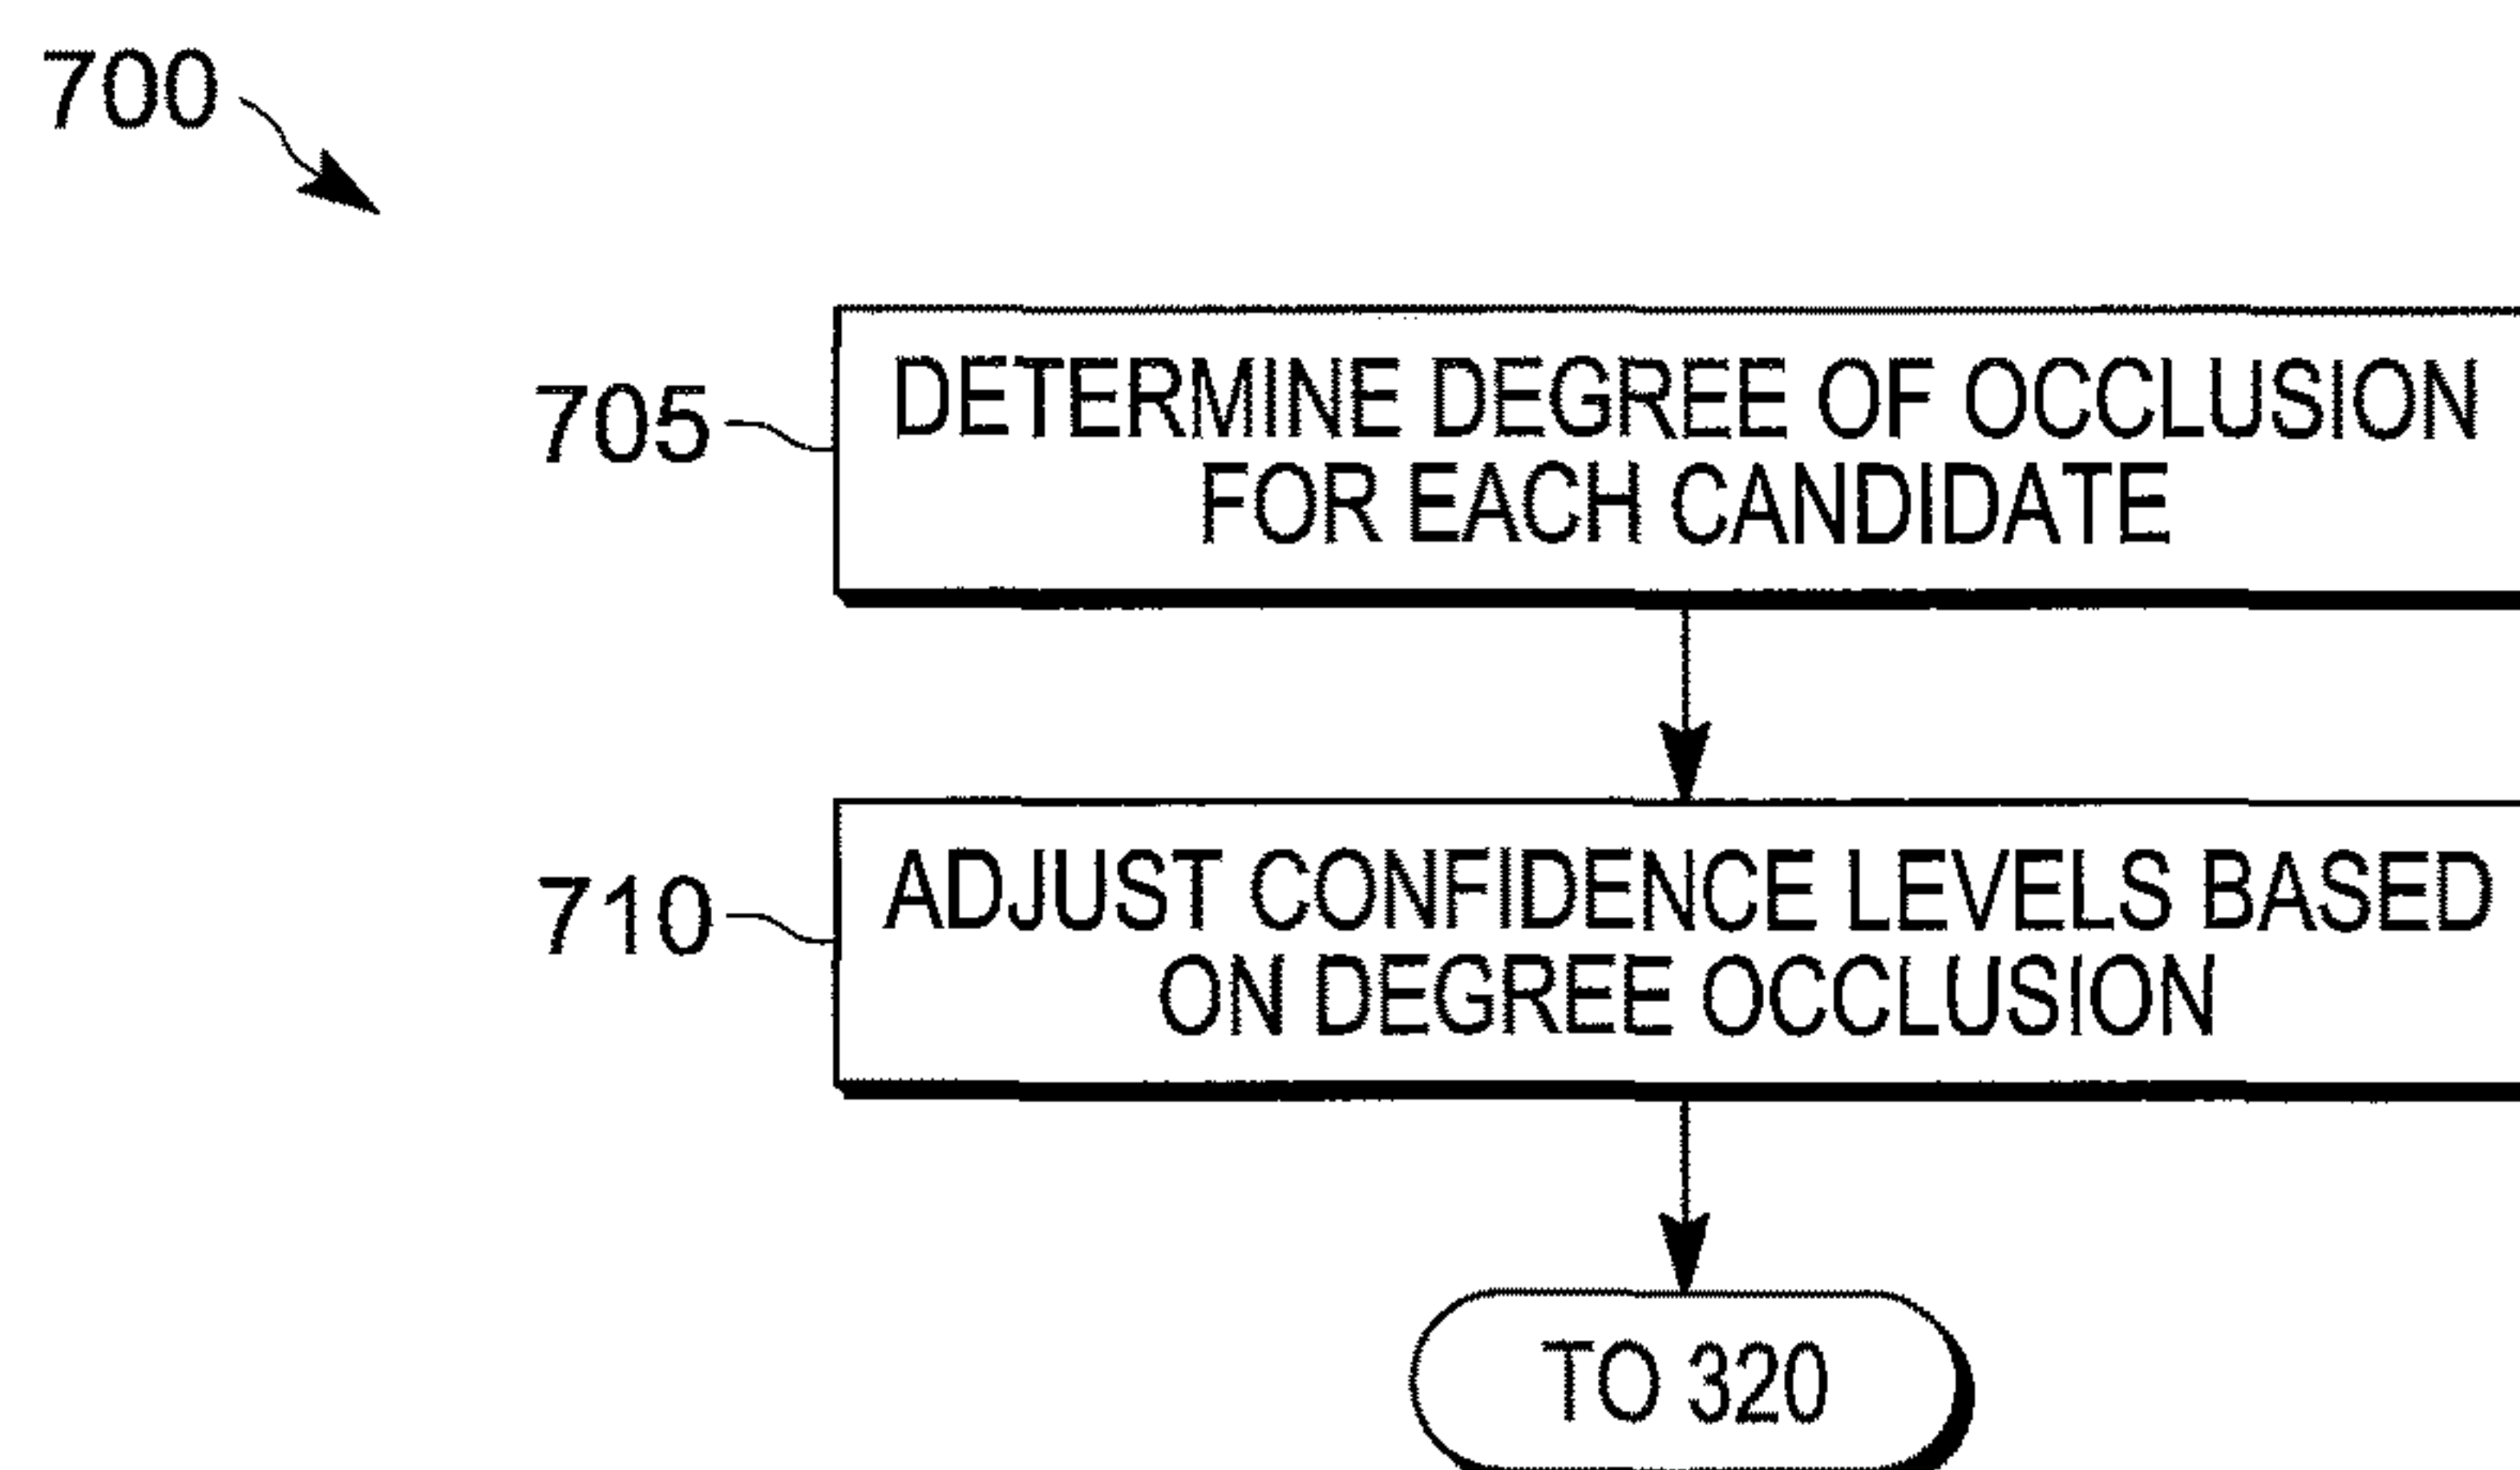 700
705
DETERMINE DEGREE OF OCCLUSION
FOR EACH CANDIDATE
710
ADJUST CONFIDENCE LEVELS BASED
ON DEGREE OCCLUSION
TO 320